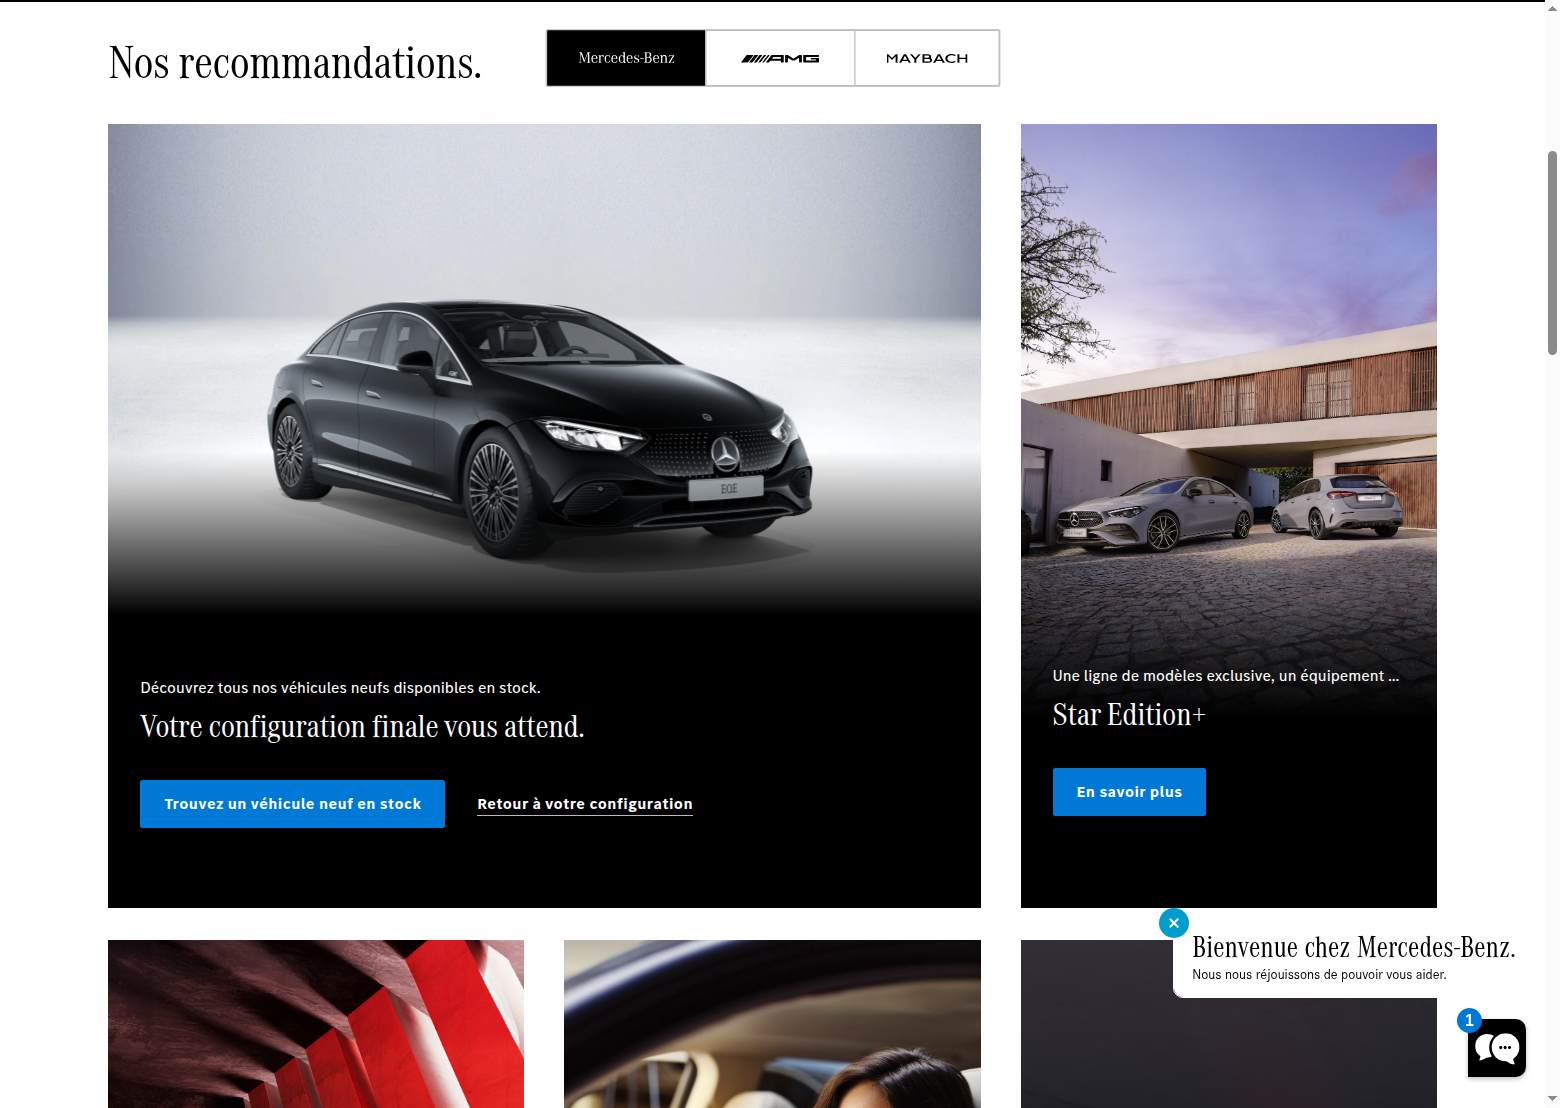 Nos recommandations.
Mercedes-Benz
AMG
MAYBACH
EQE
Découvrez tous nos véhicules neufs disponibles en stock.
Votre configuration finale vous attend.
Trouvez un véhicule neuf en stock
Retour à votre configuration
Une ligne de modèles exclusive, un équipement ...
Star Edition+
En savoir plus
Bienvenue chez Mercedes-Benz.
Nous nous réjouissons de pouvoir vous aider.
1